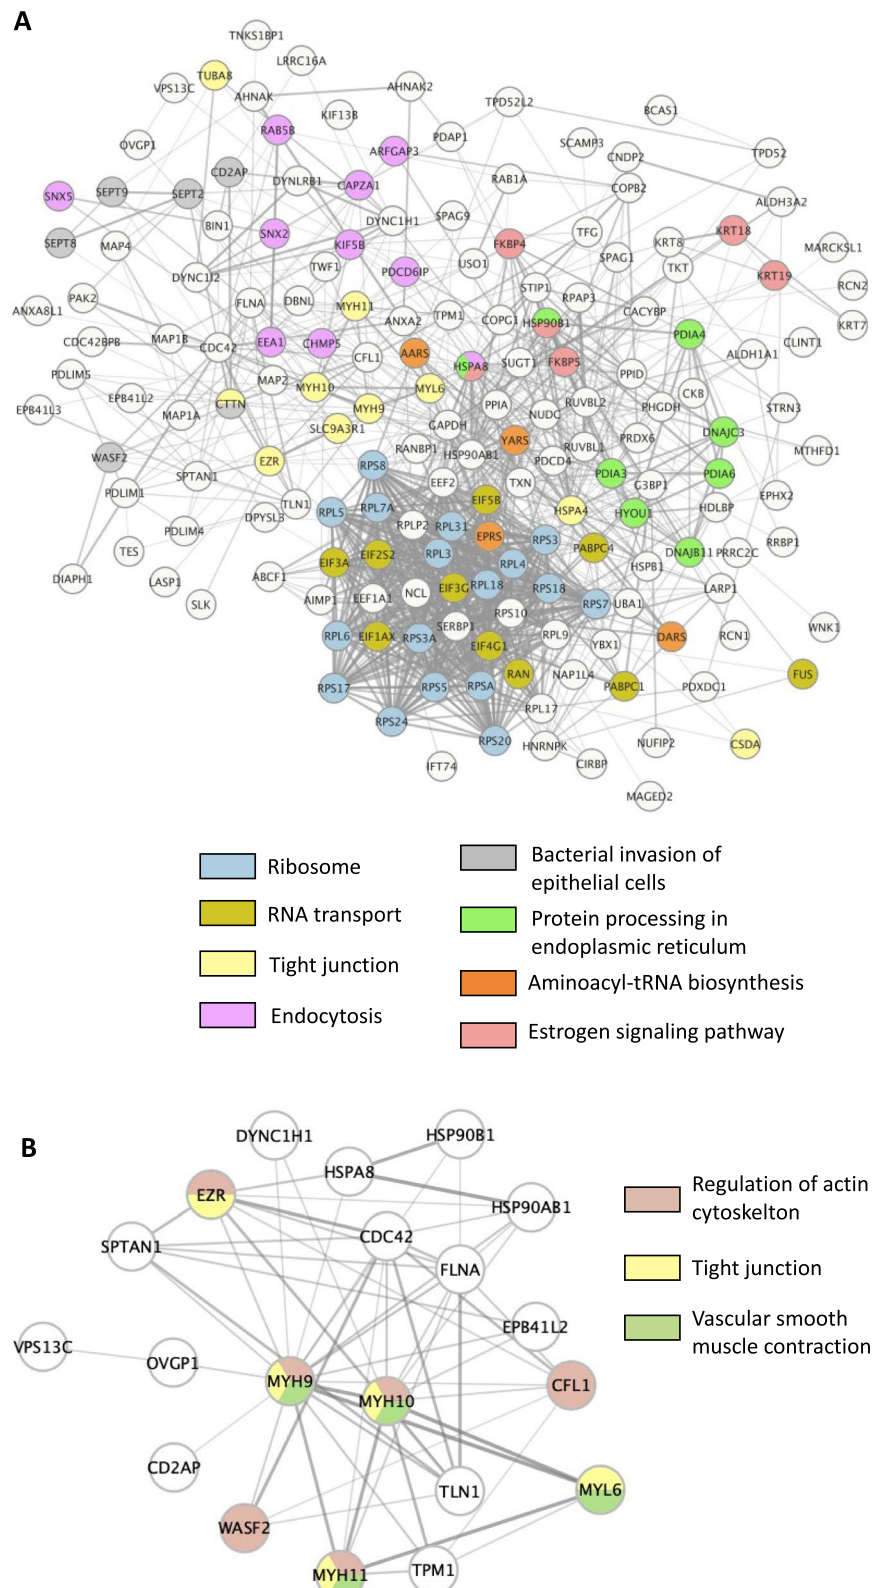 A
TNKS1BP1
LRRC16A
TUBA8
VPS13C
AHNAK
AHNAK2
TPD52L2
BCAS1
KIF13B
RAB5B
PDAP1
OVGP1
ARFGAP3
SCAMP3
CNDP2
TPD52
CD2AP
DYNLRB1
CAPZA1
RAB1A
COPB2
SNX5
SEPT9
SEPT2
ALDH3A2
BIN1
SNX2
DYNC1H1
SPAG9
TFG
KRT18
SEPT8
MAP4
KIF5B
FKBP4
KRT8
MARCKSL1
DYNC1I2
TWF1
PDCD6IP
USO1
SPAG1
TKT
KRT19
RCN2
PAK2
FLNA
DBNL
MYH11
STIP1
RPAP3
ANXA8L1
ANXA2
TPM1
COPG1
HSP90B1
CACYBP
KRT7
CDC42BPB
MAP1B
CDC42
EEA1
CHMP5
CFL1
AARS
HSPA8
SUGT1
FKBP5
PDIA4
ALDH1A1
CLINT1
PDLIM5
MAP2
MYH10
MYL6
PPID
CKB
EPB41L3
EPB41L2
MAP1A
CTTN
MYH9
PPIA
NUDC
RUVBL2
PHGDH
STRN3
SLC9A3R1
GAPDH
YARS
PRDX6
DNAJC3
WASF2
EZR
RPS8
RANBP1
HSP90AB1
PDCD4
RUVBL1
MTHFD1
SPTAN1
EEF2
TXN
PDIA3
G3BP1
PDIA6
PDLIM1
TLN1
RPL5
RPL7A
EIF5B
HSPA4
HYOU1
HDLBP
EPHX2
DPYSL3
RPLP2
RPL31
EPRS
RPS3
PDLIM4
TES
EIF3A
EIF2S2
RPL3
PABPC4
DNAJB11
PRRC2C
RRBP1
DIAPH1
LASP1
ABCF1
RPL4
HSPB1
SLK
AIMP1
EEF1A1
NCL
EIF3G
RPL18
RPS18
RPS7
UBA1
LARP1
RPS10
RPL6
EIF1AX
RPS3A
SERBP1
EIF4G1
RPL9
YBX1
DARS
RCN1
WNK1
RPS17
RPS5
RPSA
RAN
NAP1L4
PABPC1
PDXDC1
FUS
RPS24
RPL17
RPS20
HNRNPK
NUFIP2
CSDA
IFT74
CIRBP
MAGED2
Ribosome
RNA transport
Tight junction
Endocytosis
Bacterial invasion of
epithelial cells
Protein processing in
endoplasmic reticulum
Aminoacyl-tRNA biosynthesis
Estrogen signaling pathway
B
DYNC1H1
HSP90B1
HSPA8
EZR
HSP90AB1
SPTAN1
CDC42
FLNA
EPB41L2
VPS13C
OVGP1
MYH9
MYH10
CFL1
CD2AP
TLN1
MYL6
WASF2
MYH11
TPM1
Regulation of actin
cytoskelton
Tight junction
Vascular smooth
muscle contraction